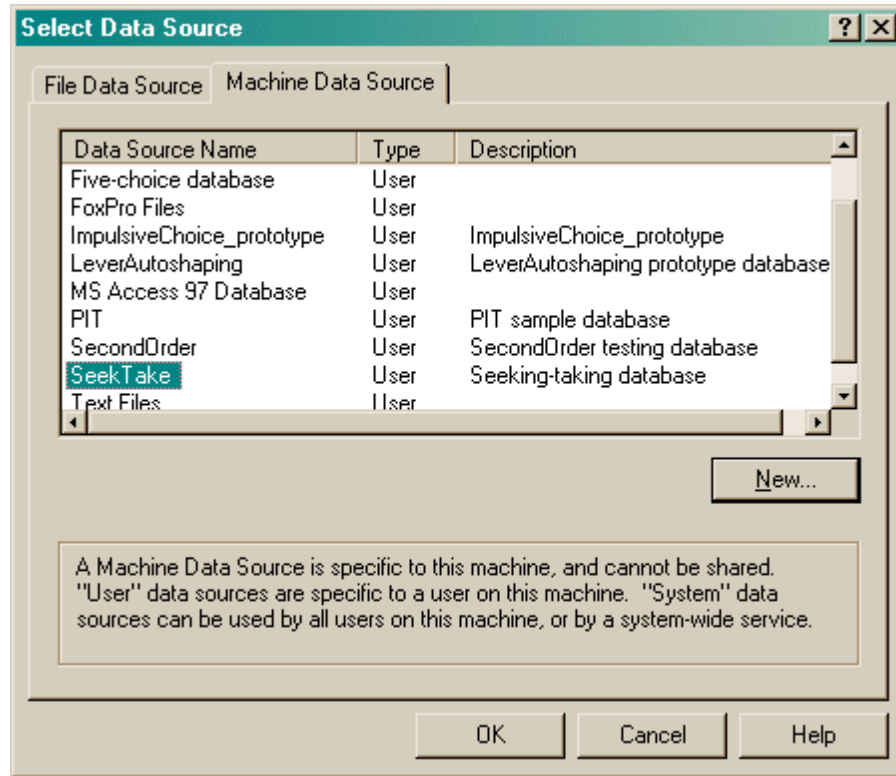 Select Data Source ? X
File Data Source Machine Data Source
Data Source Name Type Description
Five-choice database User
FoxPro Files User
ImpulsiveChoice_prototype User ImpulsiveChoice_prototype
LeverAutoshaping User LeverAutoshaping prototype database
MS Access 97 Database User
PIT User PIT sample database
SecondOrder User SecondOrder testing database
SeekTake User Seeking-taking database
Text Files User
New...
A Machine Data Source is specific to this machine, and cannot be shared.
"User" data sources are specific to a user on this machine. "System" data
sources can be used by all users on this machine, or by a system-wide service.
OK Cancel Help